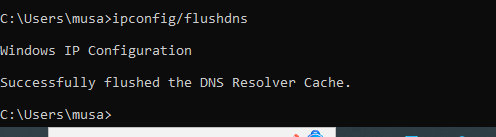 C:\Users\musa>ipconfig/flushdns
Windows IP Configuration
Successfully flushed the DNS Resolver Cache.
C:\Users\musa>